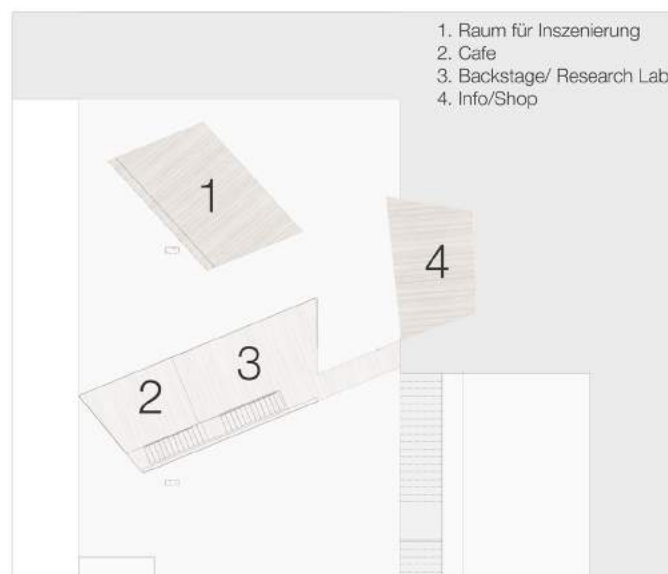 1. Raum für Inszenierung
2. Cafe
3. Backstage/ Research Lab
4. Info/Shop
1
4
3
2